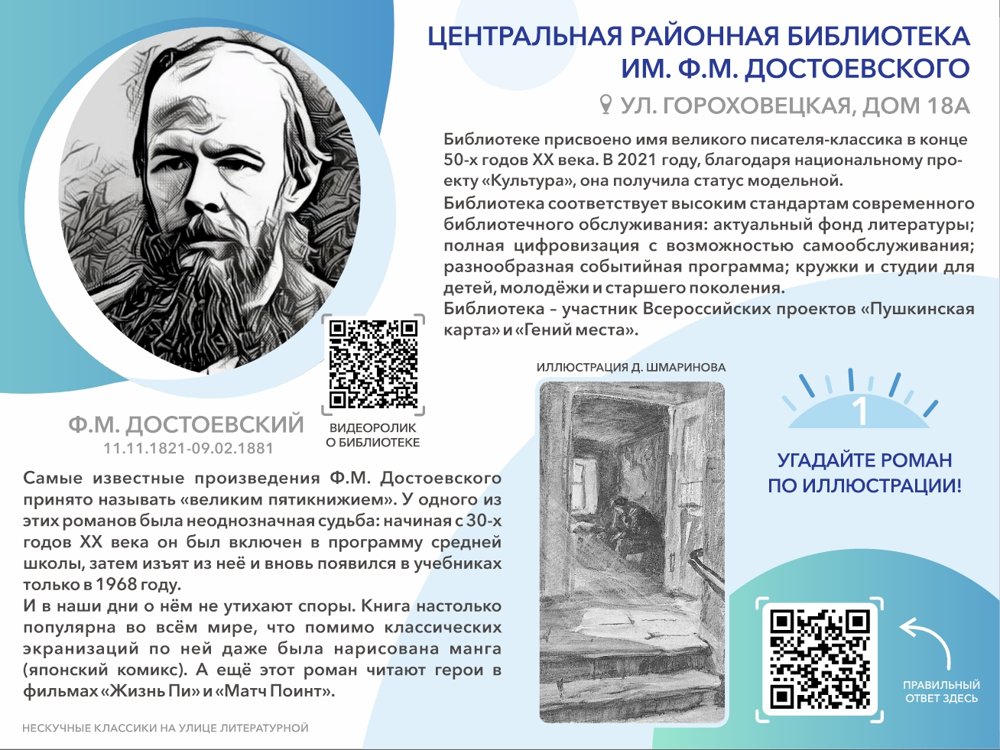 ЦЕНТРАЛЬНАЯ РАЙОННАЯ БИБЛИОТЕКА
ИМ. Ф.М. ДОСТОЕВСКОГО
УЛ. ГОРОХОВЕЦКАЯ, ДОМ 18А
Библиотеке присвоено имя великого писателя-классика в конце
50-х годов XX века. В 2021 году, благодаря национальному про-
екту «Культура», она получила статус модельной.
Библиотека соответствует высоким стандартам современного
библиотечного обслуживания: актуальный фонд литературы;
полная цифровизация с возможностью самообслуживания;
разнообразная событийная программа; кружки и студии для
детей, молодёжи и старшего поколения.
Библиотека – участник Всероссийских проектов «Пушкинская
карта» и «Гений места».
ВИДЕОРОЛИК
О БИБЛИОТЕКЕ
Ф.М. ДОСТОЕВСКИЙ
11.11.1821-09.02.1881
Самые известные произведения Ф.М. Достоевского
принято называть «великим пятикнижием». У одного из
этих романов была неоднозначная судьба: начиная с 30-х
годов XX века он был включен в программу средней
школы, затем изъят из неё и вновь появился в учебниках
только в 1968 году.
И в наши дни о нём не утихают споры. Книга настолько
популярна во всём мире, что помимо классических
экранизаций по ней даже была нарисована манга
(японский комикс). А ещё этот роман читают герои в
фильмах «Жизнь Пи» и «Матч Поинт».
НЕСКУЧНЫЕ КЛАССИКИ НА УЛИЦЕ ЛИТЕРАТУРНОЙ
ИЛЛЮСТРАЦИЯ Д. ШМАРИНОВА
1
УГАДАЙТЕ РОМАН
ПО ИЛЛЮСТРАЦИИ!
ПРАВИЛЬНЫЙ
ОТВЕТ ЗДЕСЬ